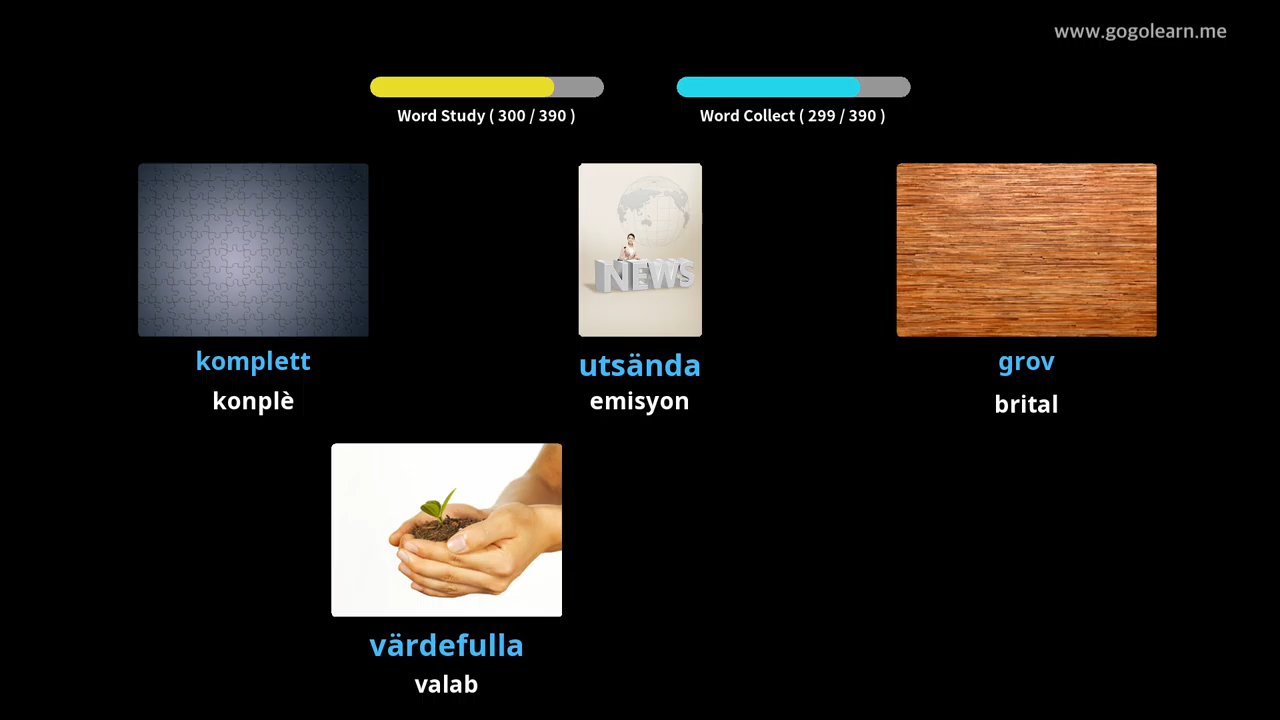 www.gogolearn.me
Word Study ( 300 / 390 )
Word Collect ( 299 / 390 )
NEWS
komplett
konplè
utsända
emisyon
grov
brital
värdefulla
valab